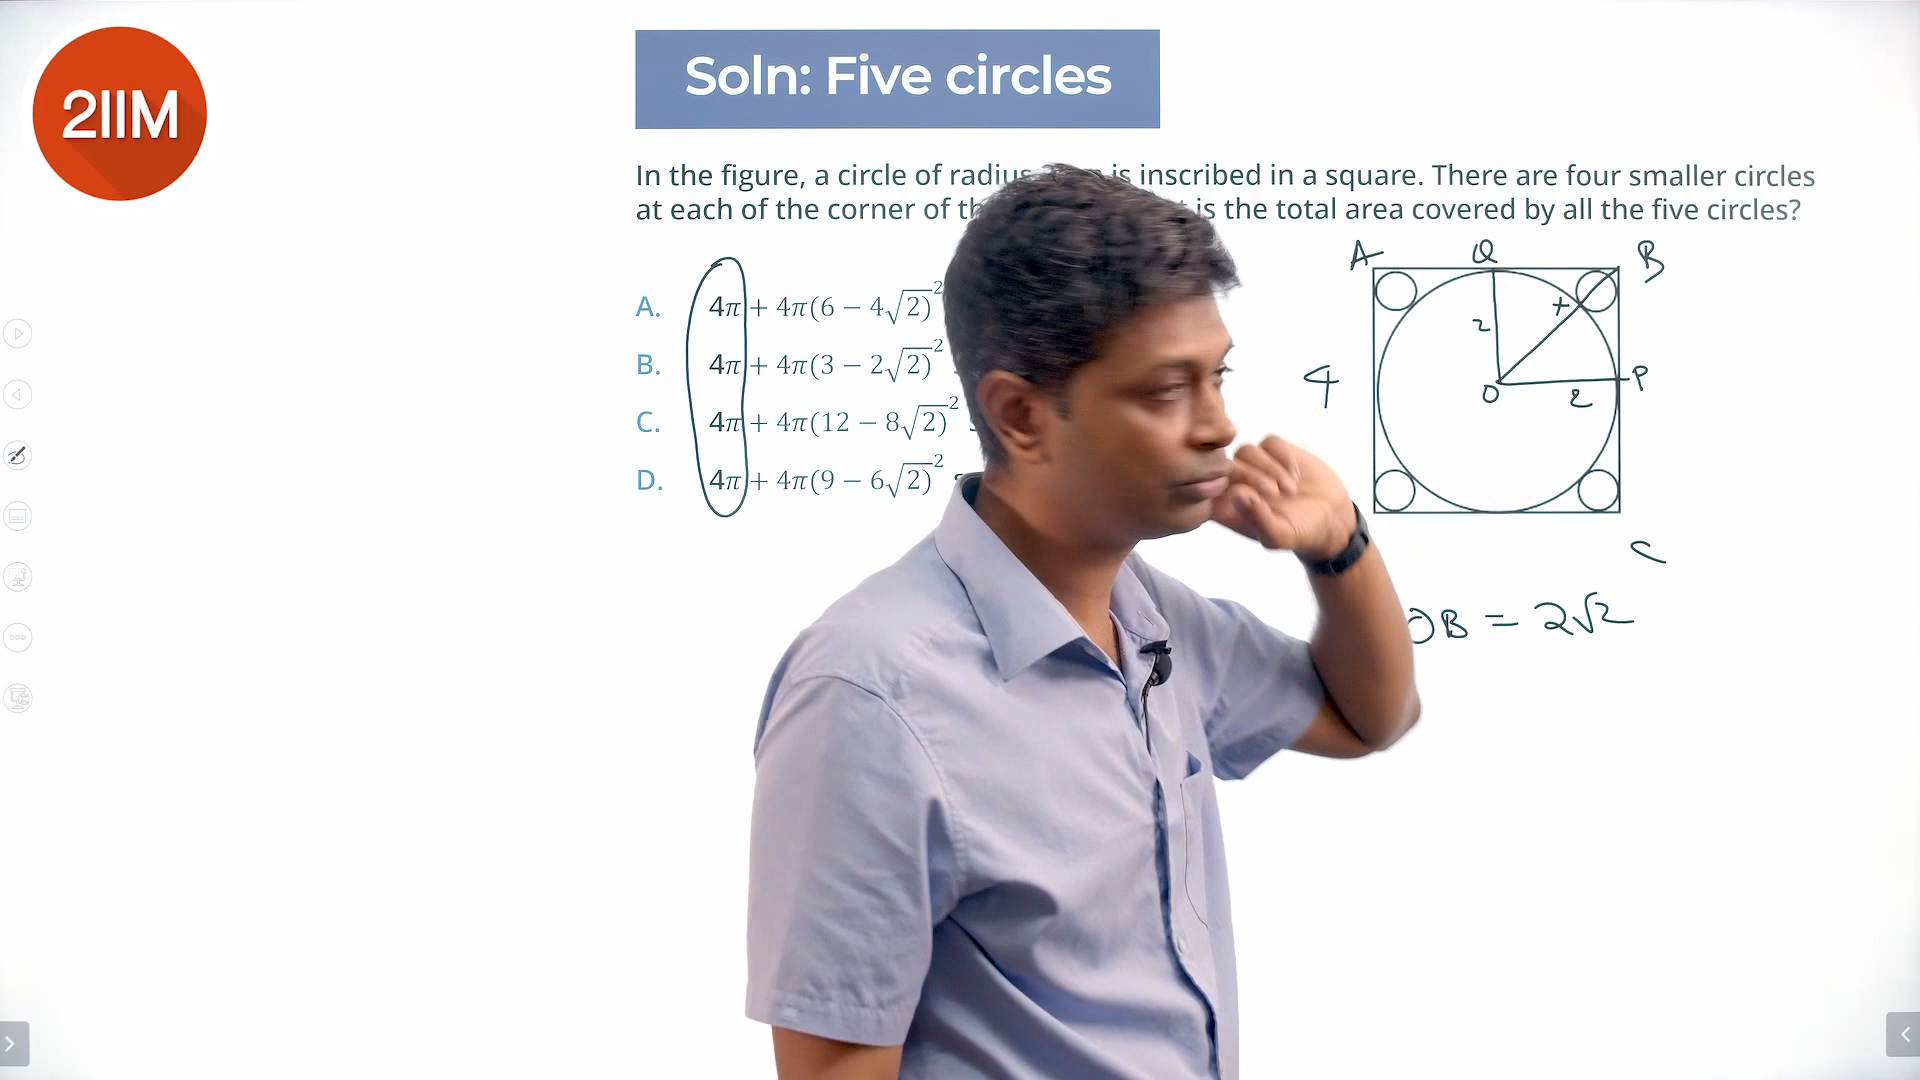 2IIM
Soln: Five circles
In the figure, a circle of radius is inscribed in a square. There are four smaller circles
at each of the corner of is the total area covered by all the five circles?
A. 4π + 4π(6 − 4√2)²
B. 4π + 4π(3 − 2√2)²
C. 4π + 4π(12 − 8√2)²
D. 4π + 4π(9 − 6√2)²
A Q B
2
4 O 2 P
C
OB = 2√2